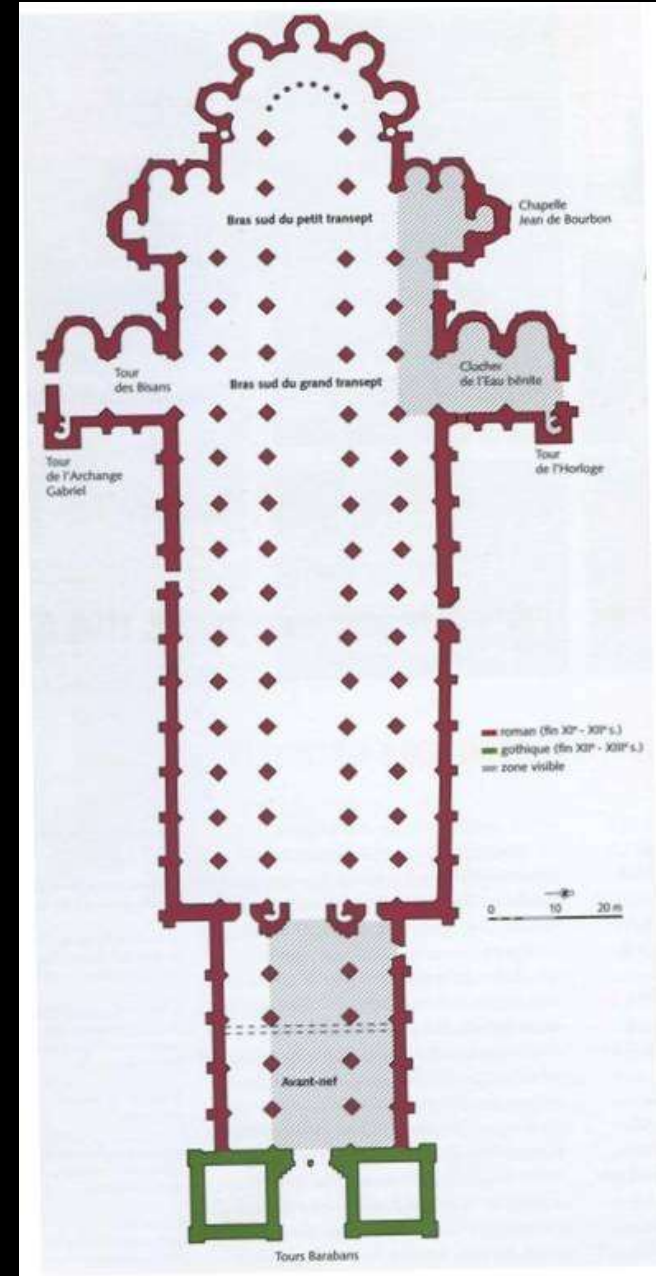 Bras sud du petit transept
Chapelle
Jean de Bourbon
Tour
des Bisans
Bras sud du grand transept
Clocher
de l'Eau bénite
Tour
de l'Archange
Gabriel
Tour
de l'Horloge
roman (fin XIᵉ - XIIᵉ s.)
gothique (fin XIIᵉ - XIIIᵉ s.)
zone visible
0 10 20 m
Avant-nef
Tours Barabans